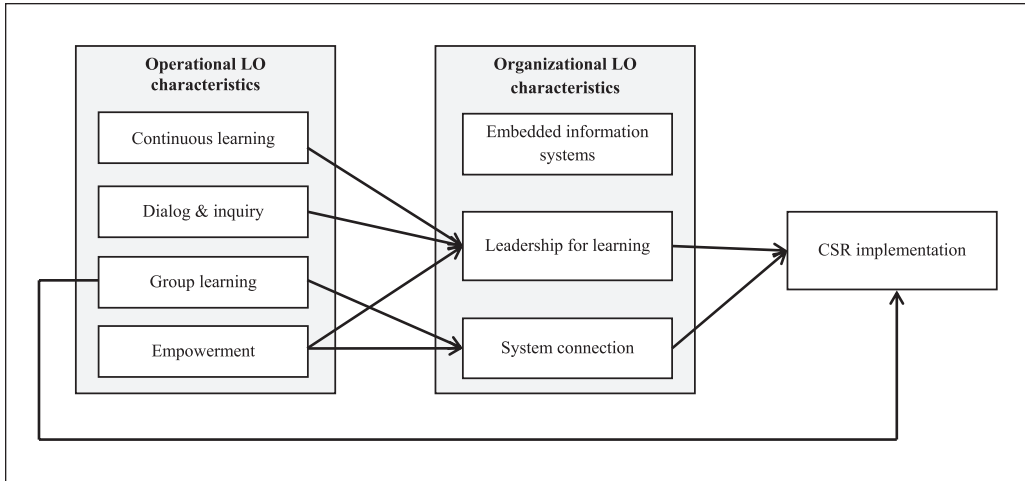 Operational LO
characteristics
Continuous learning
Dialog & inquiry
Group learning
Empowerment
Organizational LO
characteristics
Embedded information
systems
Leadership for learning
System connection
CSR implementation